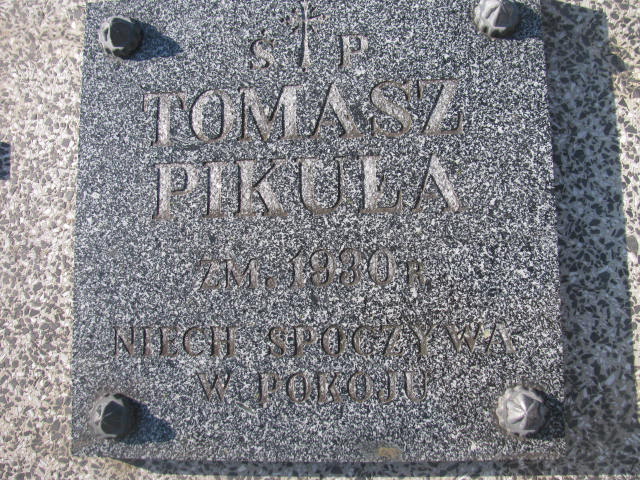 Ś P
TOMASZ
PIKUŁA
ZM. 1930 R.
NIECH SPOCZYWA
W POKOJU